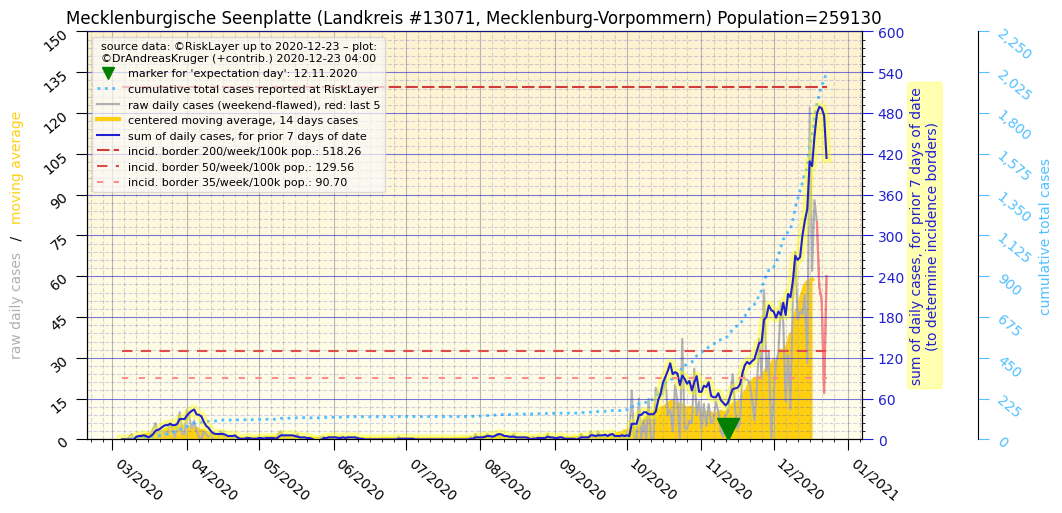 Mecklenburgische Seenplatte (Landkreis #13071, Mecklenburg-Vorpommern) Population=259130
source data: ©RiskLayer up to 2020-12-23 – plot:
©DrAndreasKruger (+contrib.) 2020-12-23 04:00
marker for 'expectation day': 12.11.2020
cumulative total cases reported at RiskLayer
raw daily cases (weekend-flawed), red: last 5
centered moving average, 14 days cases
sum of daily cases, for prior 7 days of date
incid. border 200/week/100k pop.: 518.26
incid. border 50/week/100k pop.: 129.56
incid. border 35/week/100k pop.: 90.70
raw daily cases / moving average
150
135
120
105
90
75
60
45
30
15
0
03/2020
04/2020
05/2020
06/2020
07/2020
08/2020
09/2020
10/2020
11/2020
12/2020
01/2021
600
540
480
420
360
300
240
180
120
60
0
sum of daily cases, for prior 7 days of date
(to determine incidence borders)
2,250
2,025
1,800
1,575
1,350
1,125
900
675
450
225
0
cumulative total cases